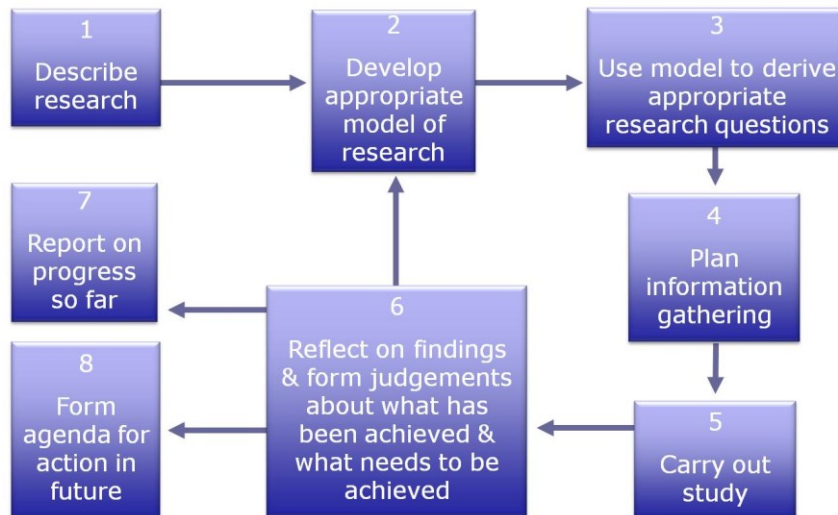 1
Describe
research
2
Develop
appropriate
model of
research
3
Use model to derive
appropriate
research questions
4
Plan
information
gathering
5
Carry out
study
6
Reflect on findings
& form judgements
about what has
been achieved &
what needs to be
achieved
7
Report on
progress
so far
8
Form
agenda for
action in
future